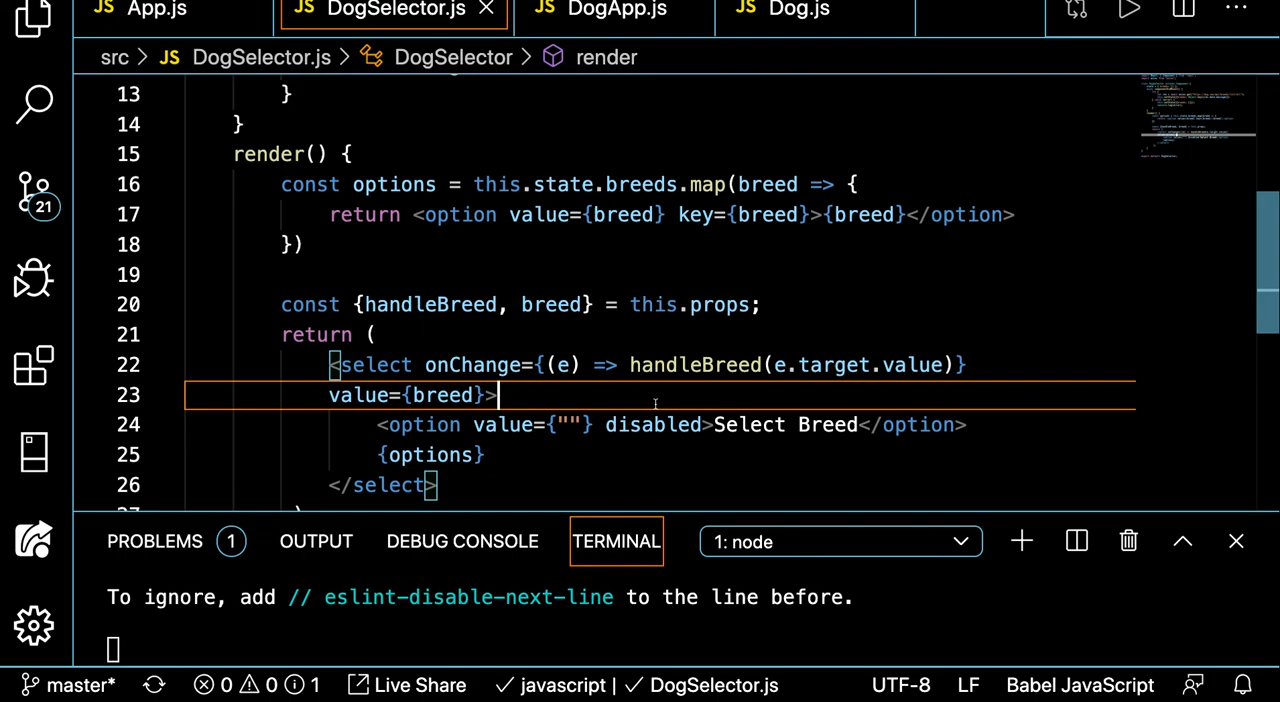 JS App.js JS DogSelector.js JS DogApp.js JS Dog.js
src > JS DogSelector.js > DogSelector > render
13 }
14 }
15 render() {
16 const options = this.state.breeds.map(breed => {
17 return <option value={breed} key={breed}>{breed}</option>
18 })
19
20 const {handleBreed, breed} = this.props;
21 return (
22 <select onChange={(e) => handleBreed(e.target.value)}
23 value={breed}>
24 <option value={""} disabled>Select Breed</option>
25 {options}
26 </select>
21
PROBLEMS 1 OUTPUT DEBUG CONSOLE TERMINAL 1: node
To ignore, add // eslint-disable-next-line to the line before.
master* 0 0 1 Live Share javascript | DogSelector.js UTF-8 LF Babel JavaScript